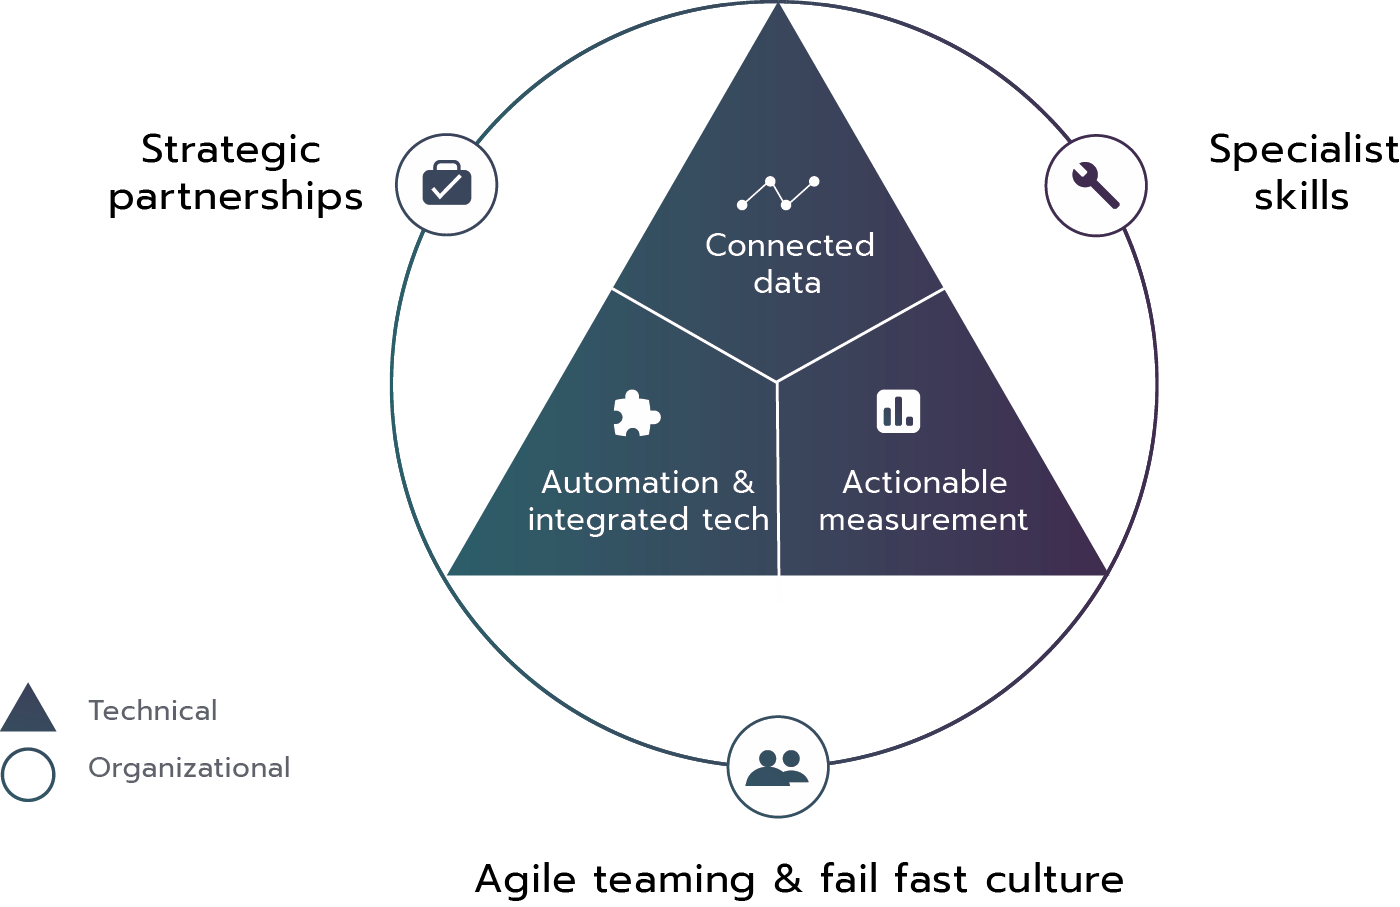 Strategic
partnerships
Specialist
skills
Connected
data
Automation &
integrated tech
Actionable
measurement
Technical
Organizational
Agile teaming & fail fast culture